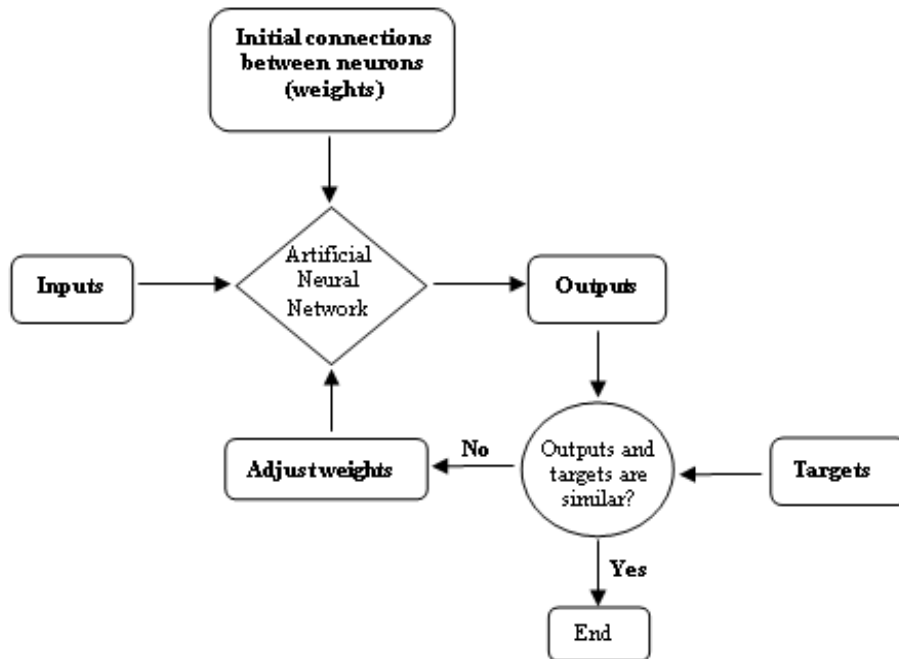 Initial connections
between neurons
(weights)
Artificial
Neural
Network
Inputs
Outputs
Adjust weights
No
Outputs and
targets are
similar?
Targets
Yes
End